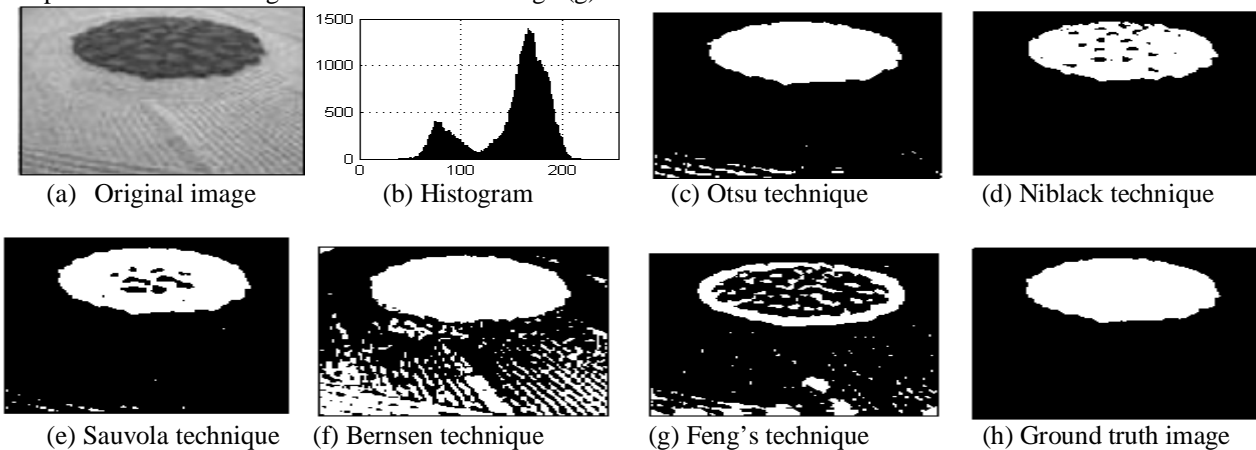 1500
1000
500
0
0 100 200
(a) Original image (b) Histogram (c) Otsu technique (d) Niblack technique
(e) Sauvola technique (f) Bernsen technique (g) Feng's technique (h) Ground truth image